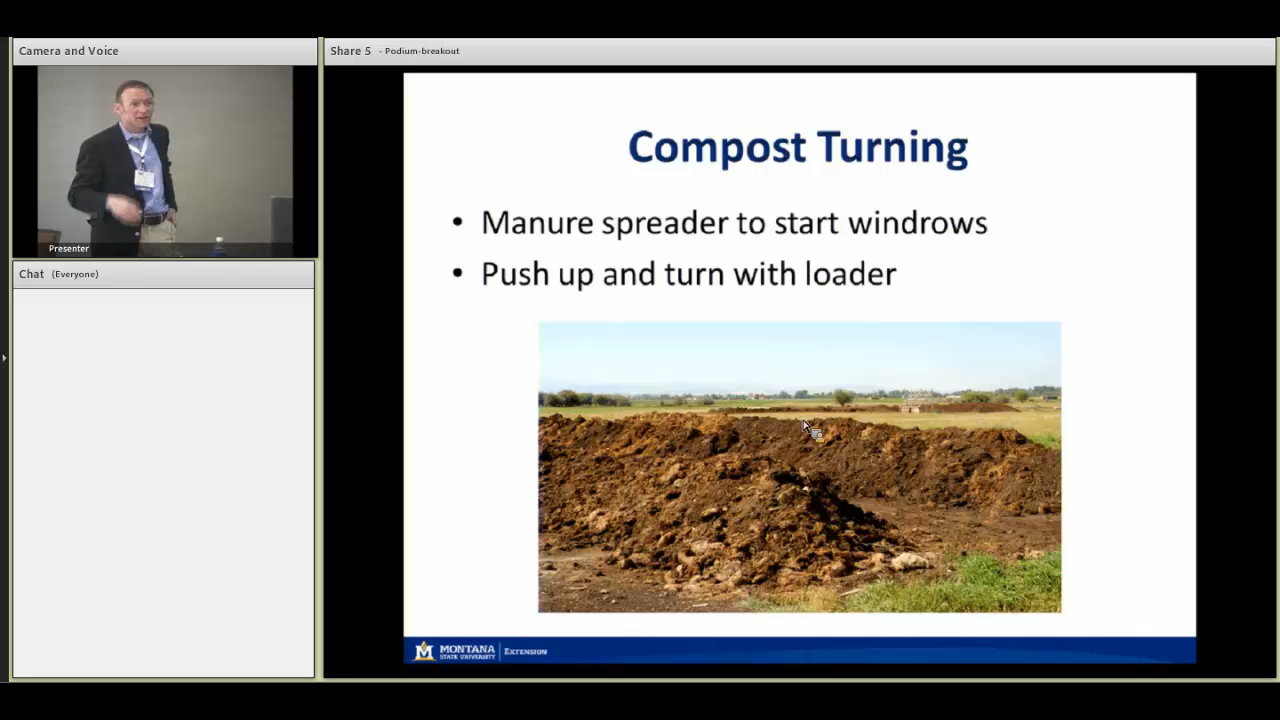 Camera and Voice
Presenter
Chat (Everyone)
Share 5 - Podium-breakout
Compost Turning
• Manure spreader to start windrows
• Push up and turn with loader
M MONTANA STATE UNIVERSITY | EXTENSION